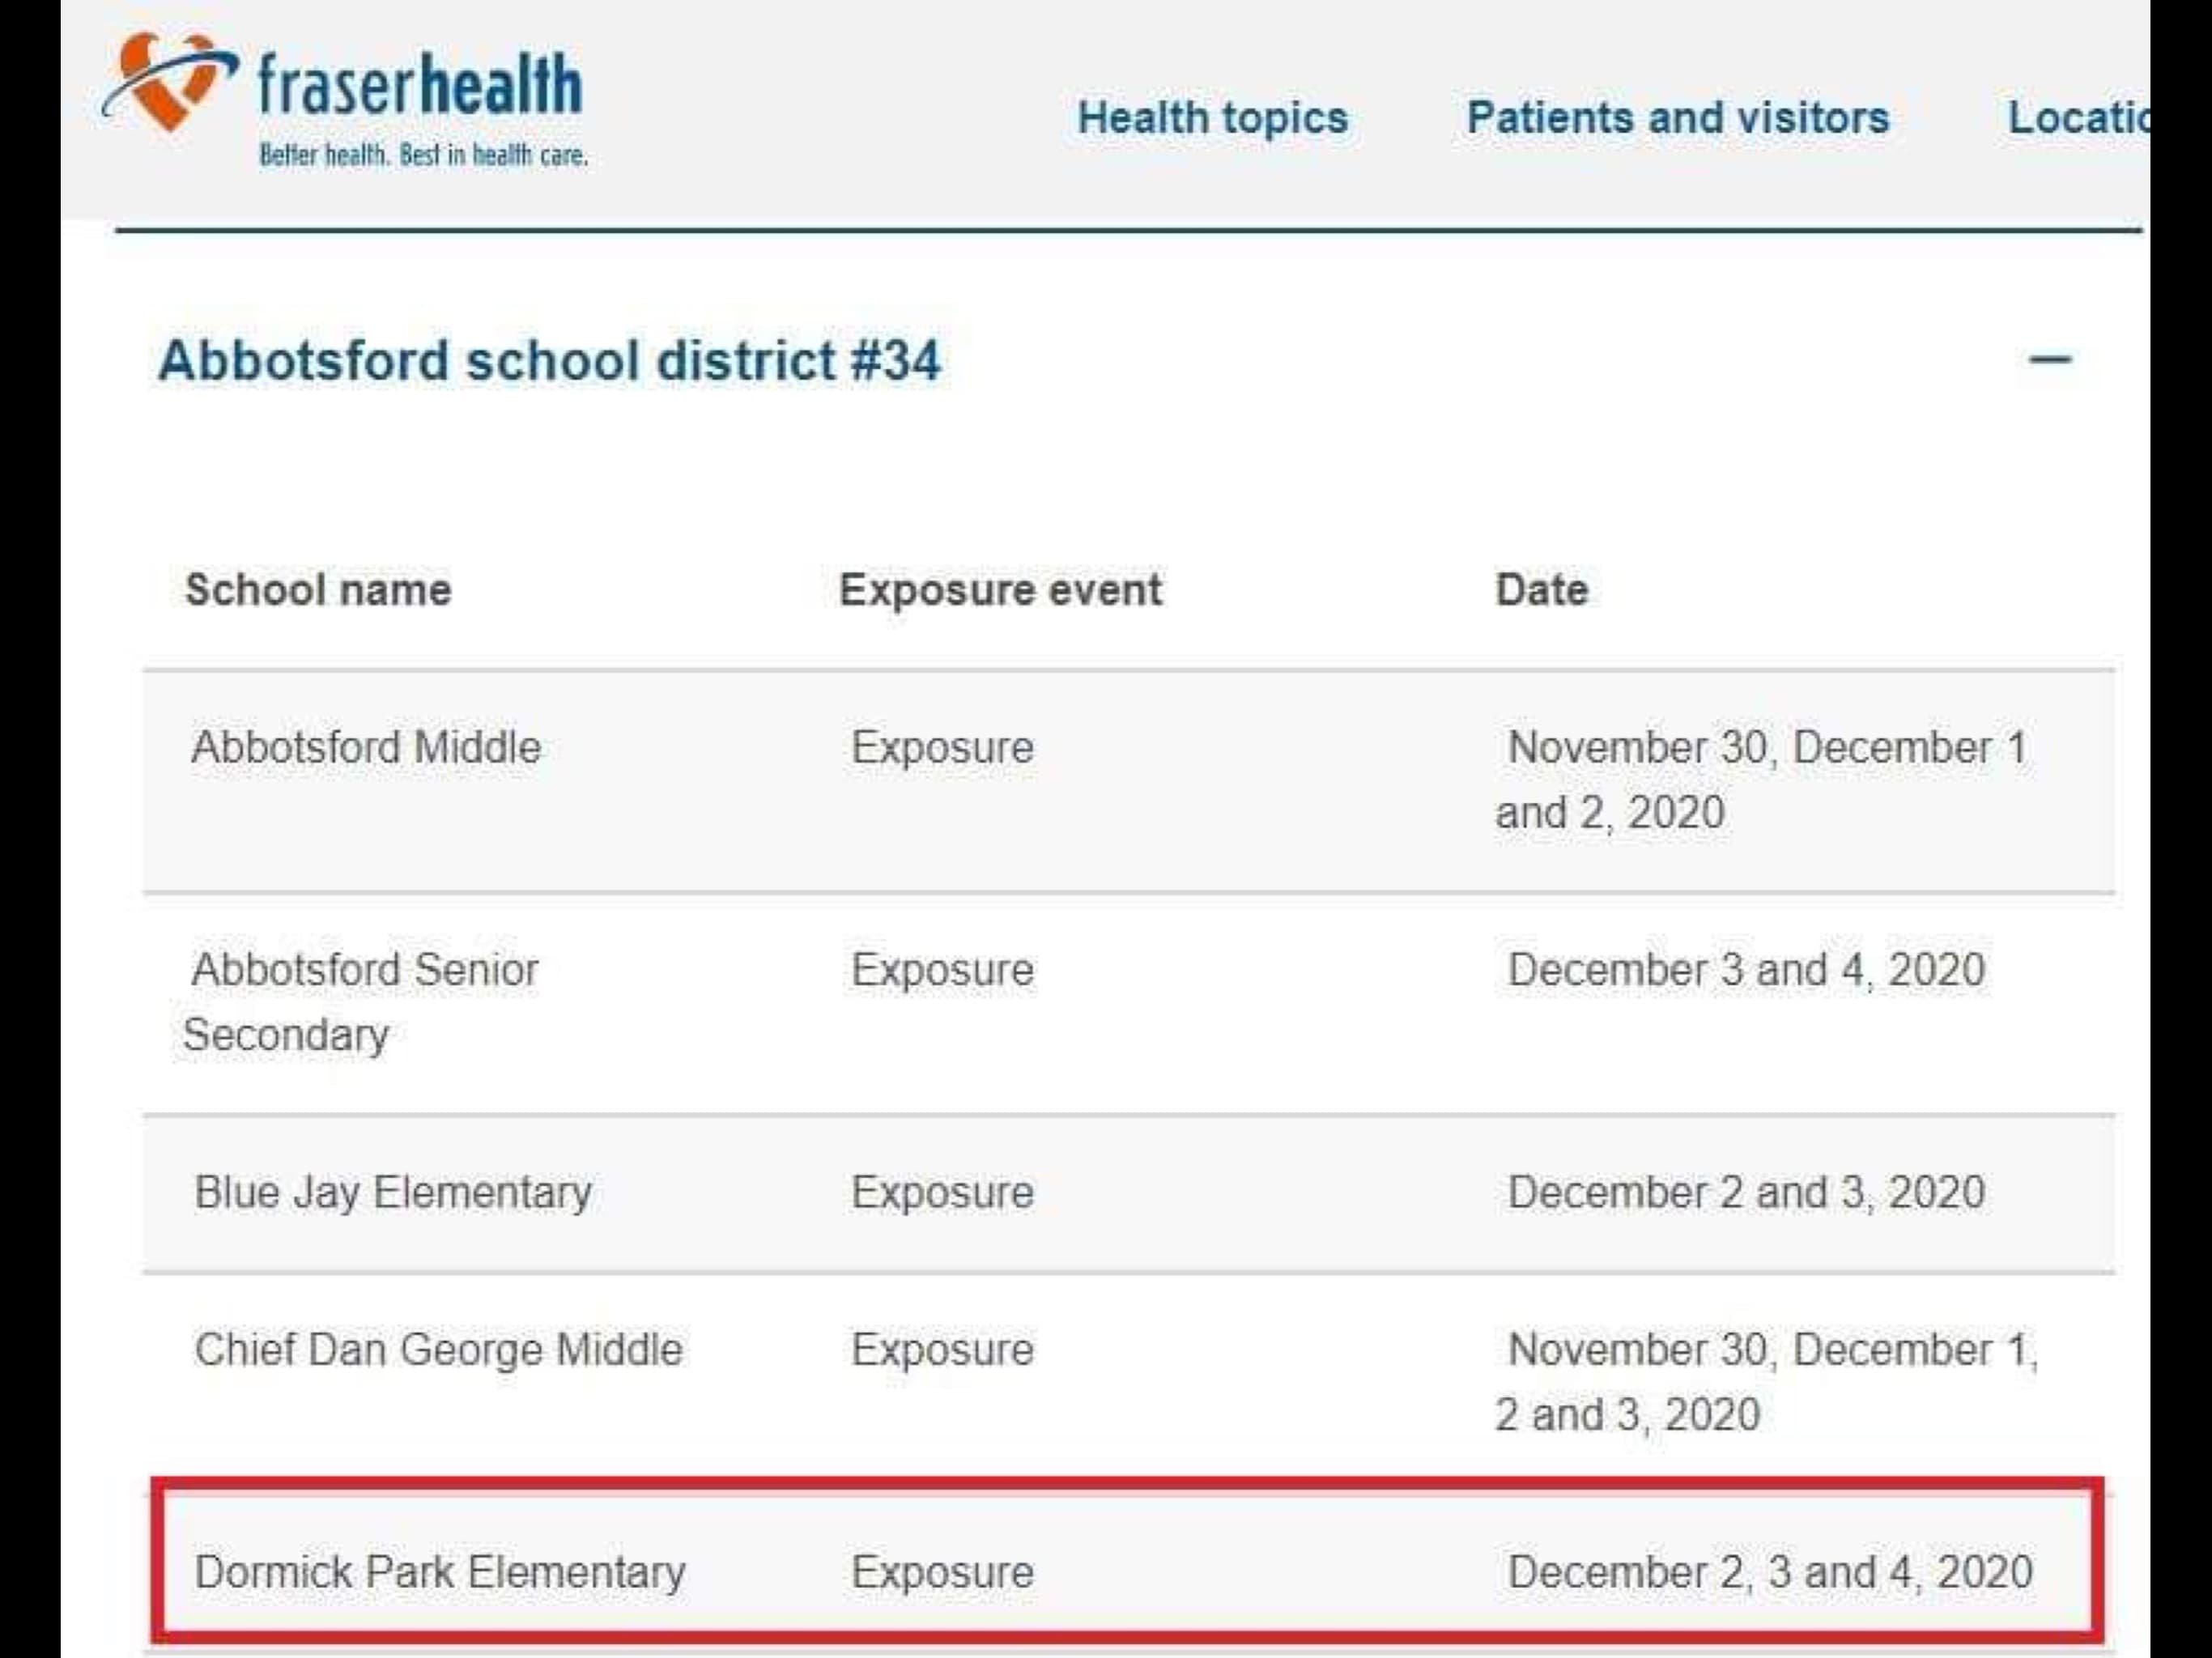 fraserhealth
Better health. Best in health care.
Health topics Patients and visitors Locatio
Abbotsford school district #34
School name Exposure event Date
Abbotsford Middle Exposure November 30, December 1
and 2, 2020
Abbotsford Senior Exposure December 3 and 4, 2020
Secondary
Blue Jay Elementary Exposure December 2 and 3, 2020
Chief Dan George Middle Exposure November 30, December 1,
2 and 3, 2020
Dormick Park Elementary Exposure December 2, 3 and 4, 2020